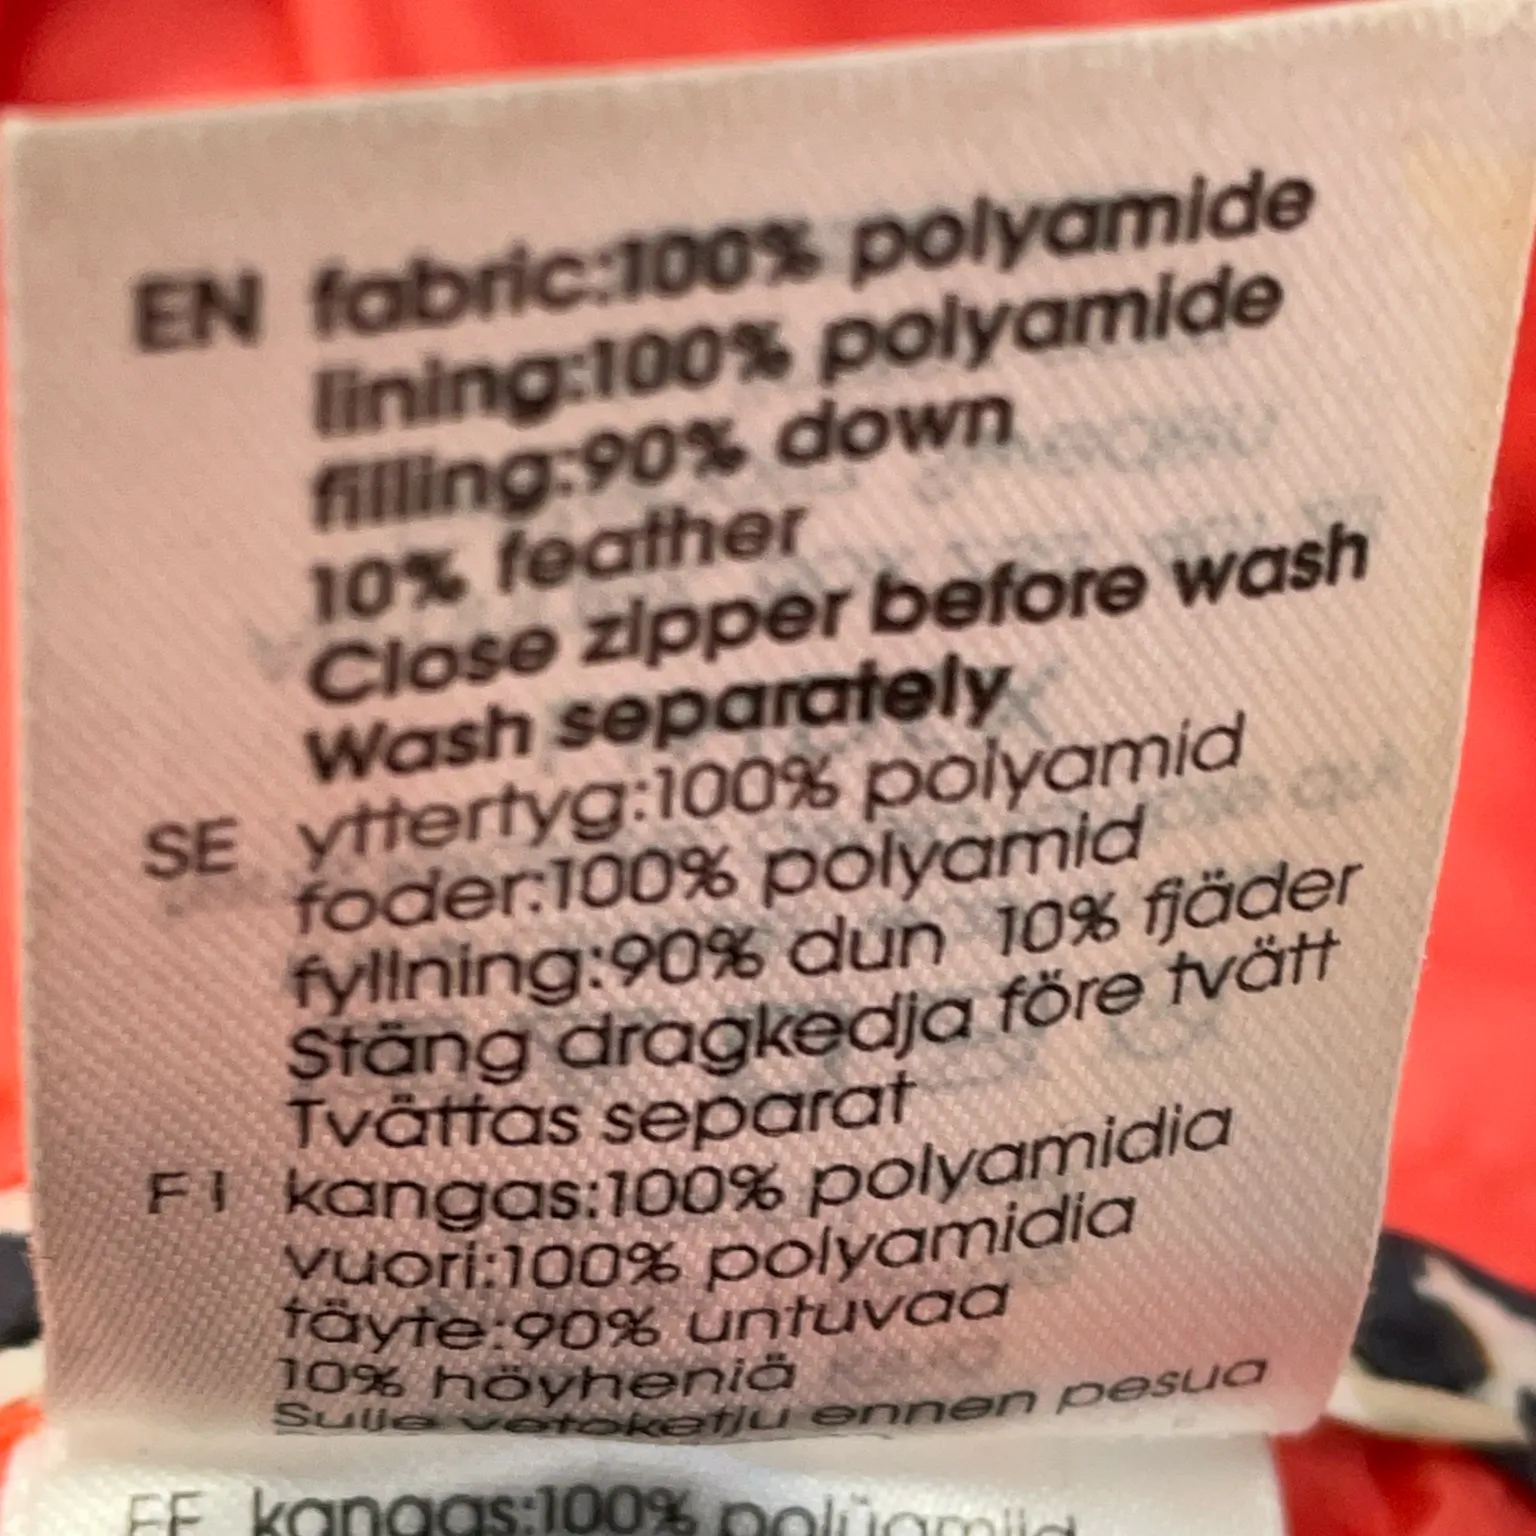 EN fabric:100% polyamide
lining:100% polyamide
filling:90% down
10% feather
Close zipper before wash
Wash separately
SE yttertyg:100% polyamid
foder:100% polyamid
fyllning:90% dun 10% fjäder
Stäng dragkedja före tvätt
Tvättas separat
FI kangas:100% polyamidia
vuori:100% polyamidia
täyte:90% untuvaa
10% höyheniä
Sulje vetoketju ennen pesua
EE kangas:100% polüamiid